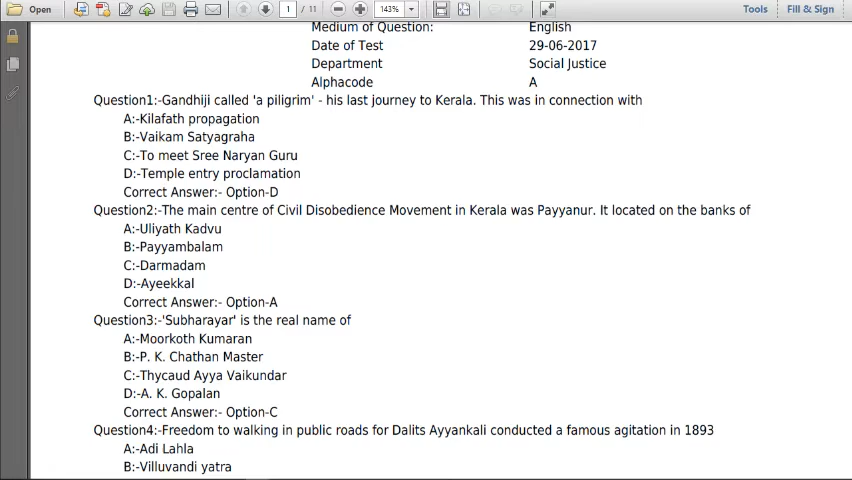 Open 1 / 11 143% Tools Fill & Sign
Medium of Question: English
Date of Test 29-06-2017
Department Social Justice
Alphacode A
Question1:-Gandhiji called 'a piligrim' - his last journey to Kerala. This was in connection with
A:-Kilafath propagation
B:-Vaikam Satyagraha
C:-To meet Sree Naryan Guru
D:-Temple entry proclamation
Correct Answer:- Option-D
Question2:-The main centre of Civil Disobedience Movement in Kerala was Payyanur. It located on the banks of
A:-Uliyath Kadvu
B:-Payyambalam
C:-Darmadam
D:-Ayeekkal
Correct Answer:- Option-A
Question3:-'Subharayar' is the real name of
A:-Moorkoth Kumaran
B:-P. K. Chathan Master
C:-Thycaud Ayya Vaikundar
D:-A. K. Gopalan
Correct Answer:- Option-C
Question4:-Freedom to walking in public roads for Dalits Ayyankali conducted a famous agitation in 1893
A:-Adi Lahla
B:-Villuvandi yatra